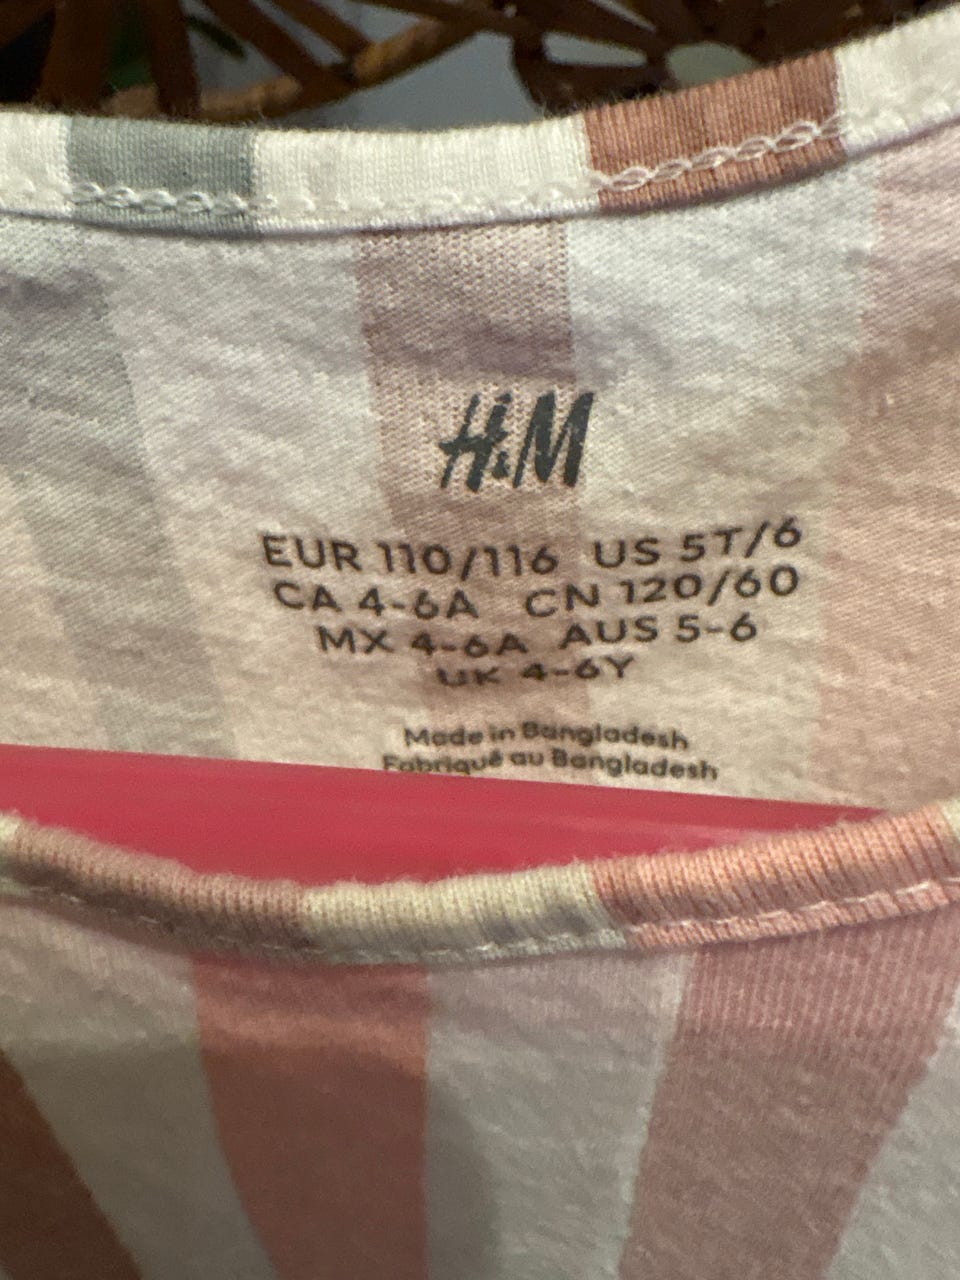 H&M
EUR 110/116 US 5T/6
CA 4-6A CN 120/60
MX 4-6A AUS 5-6
UK 4-6Y
Made in Bangladesh
Fabriqué au Bangladesh